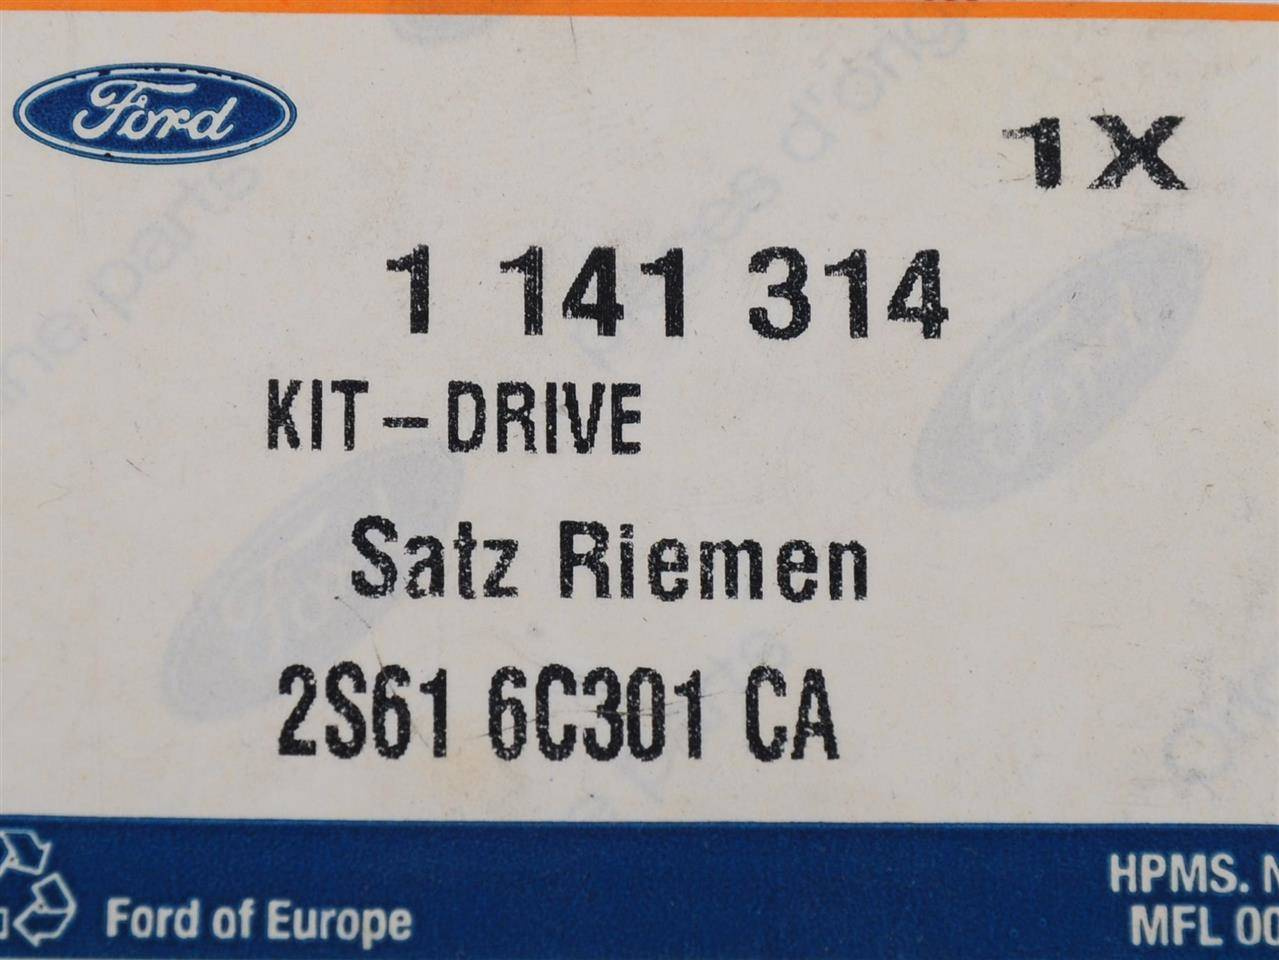 Ford
1X
1 141 314
KIT-DRIVE
Satz Riemen
2S61 6C301 CA
Ford of Europe
HPMS.
MFL